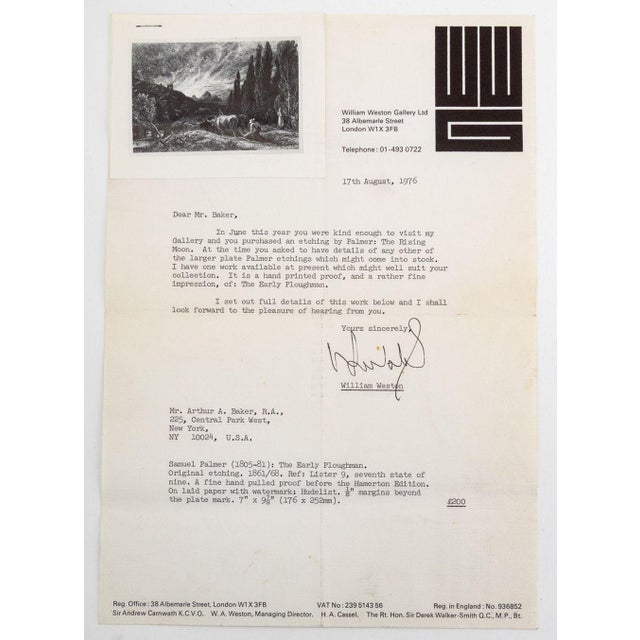 WWG
William Weston Gallery Ltd
38 Albemarle Street
London W1X 3FB
Telephone: 01-493 0722
17th August, 1976
Dear Mr. Baker,
In June this year you were kind enough to visit my
Gallery and you purchased an etching by Palmer: The Rising
Moon. At the time you asked to have details of any other of
the larger plate Palmer etchings which might come into stock.
I have one work available at present which might well suit your
collection. It is a hand printed proof, and a rather fine
impression, of: The Early Ploughman.
I set out full details of this work below and I shall
look forward to the pleasure of hearing from you.
Yours sincerely,
William Weston
Mr. Arthur A. Baker, R.A.,
225, Central Park West,
New York,
NY 10024, U.S.A.
Samuel Palmer (1805-81): The Early Ploughman.
Original etching. 1861/68. Ref: Lister 9, seventh state of
nine. A fine hand pulled proof before the Hamerton Edition.
On laid paper with watermark: Hudelist. ½" margins beyond
the plate mark. 7" x 9⅞" (176 x 252mm). £200
Reg. Office: 38 Albemarle Street, London W1X 3FB VAT No: 239 5143 56 Reg. in England: No. 936852
Sir Andrew Carnwath K.C.V.O. W. A. Weston, Managing Director. H. A. Cassel. The Rt. Hon. Sir Derek Walker-Smith Q.C., M.P., Bt.